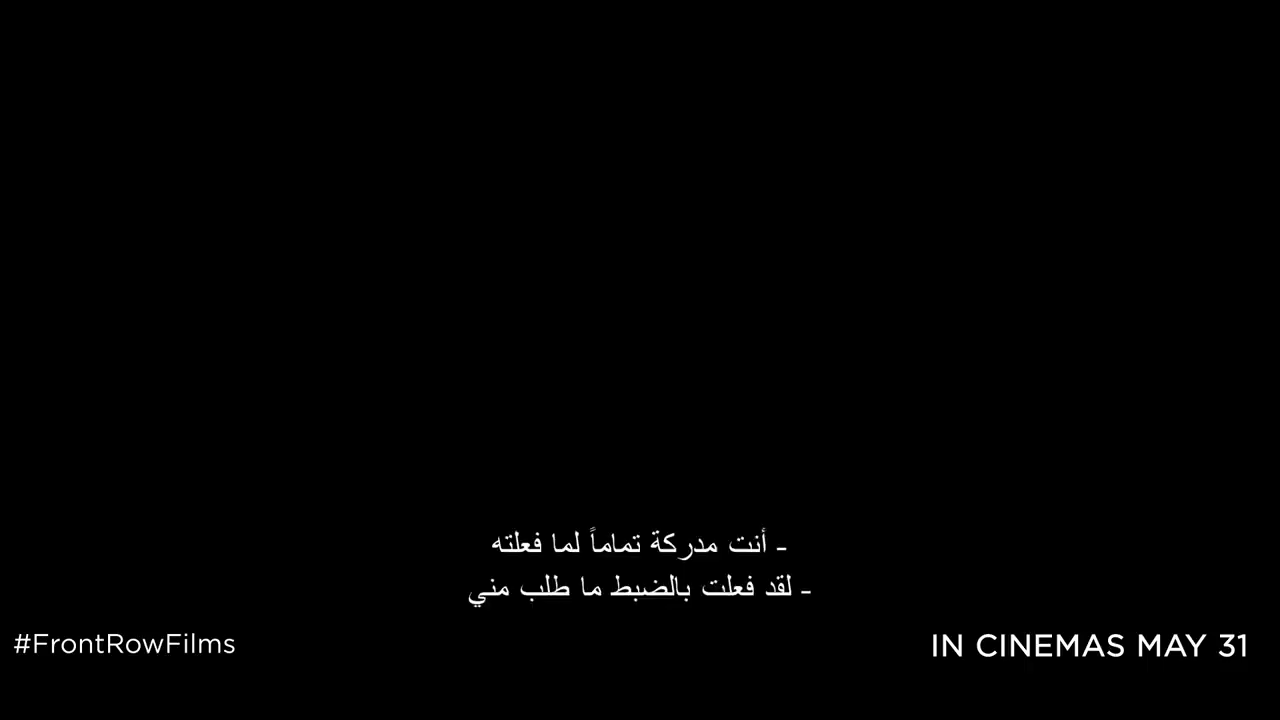 - أنت مدركة تماماً لما فعلته
- لقد فعلت بالضبط ما طلب مني
#FrontRowFilms
IN CINEMAS MAY 31